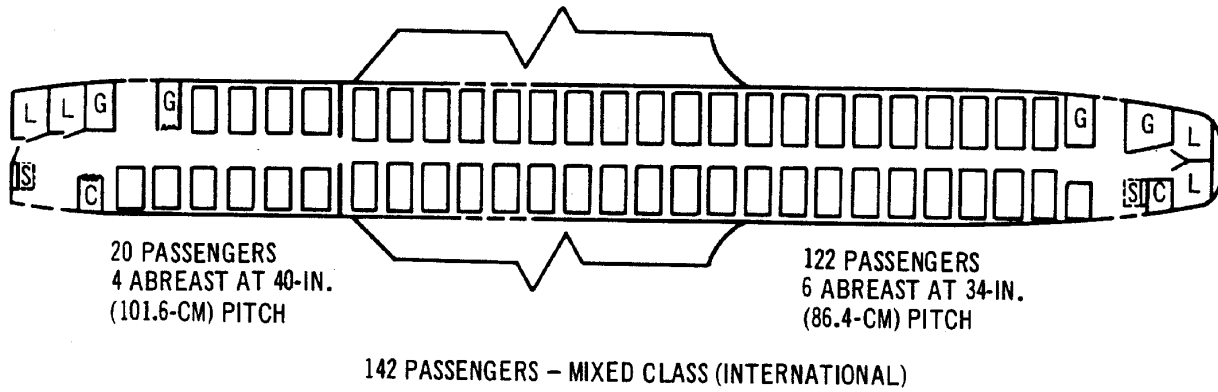 L L G G G G L
S C S C L
20 PASSENGERS
4 ABREAST AT 40-IN.
(101.6-CM) PITCH
122 PASSENGERS
6 ABREAST AT 34-IN.
(86.4-CM) PITCH
142 PASSENGERS – MIXED CLASS (INTERNATIONAL)